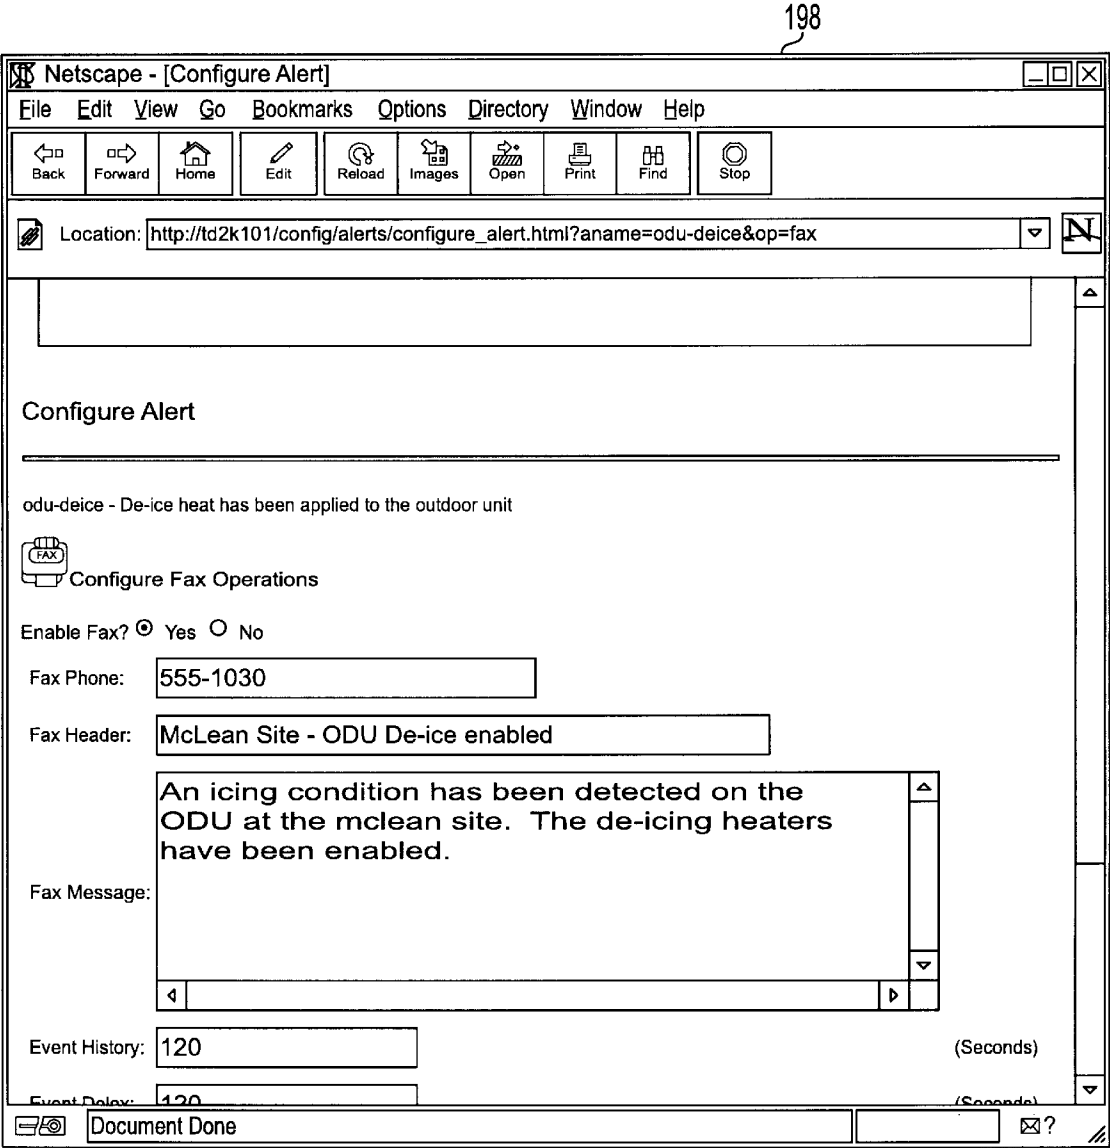 198
Netscape - [Configure Alert]
File Edit View Go Bookmarks Options Directory Window Help
Back Forward Home Edit Reload Images Open Print Find Stop
Location: http://td2k101/config/alerts/configure_alert.html?aname=odu-deice&op=fax
N
Configure Alert
odu-deice - De-ice heat has been applied to the outdoor unit
FAX
Configure Fax Operations
Enable Fax? Yes No
Fax Phone: 555-1030
Fax Header: McLean Site - ODU De-ice enabled
An icing condition has been detected on the
ODU at the mclean site. The de-icing heaters
have been enabled.
Fax Message:
Event History: 120 (Seconds)
Event Delay: 120 (Seconds)
Document Done
?